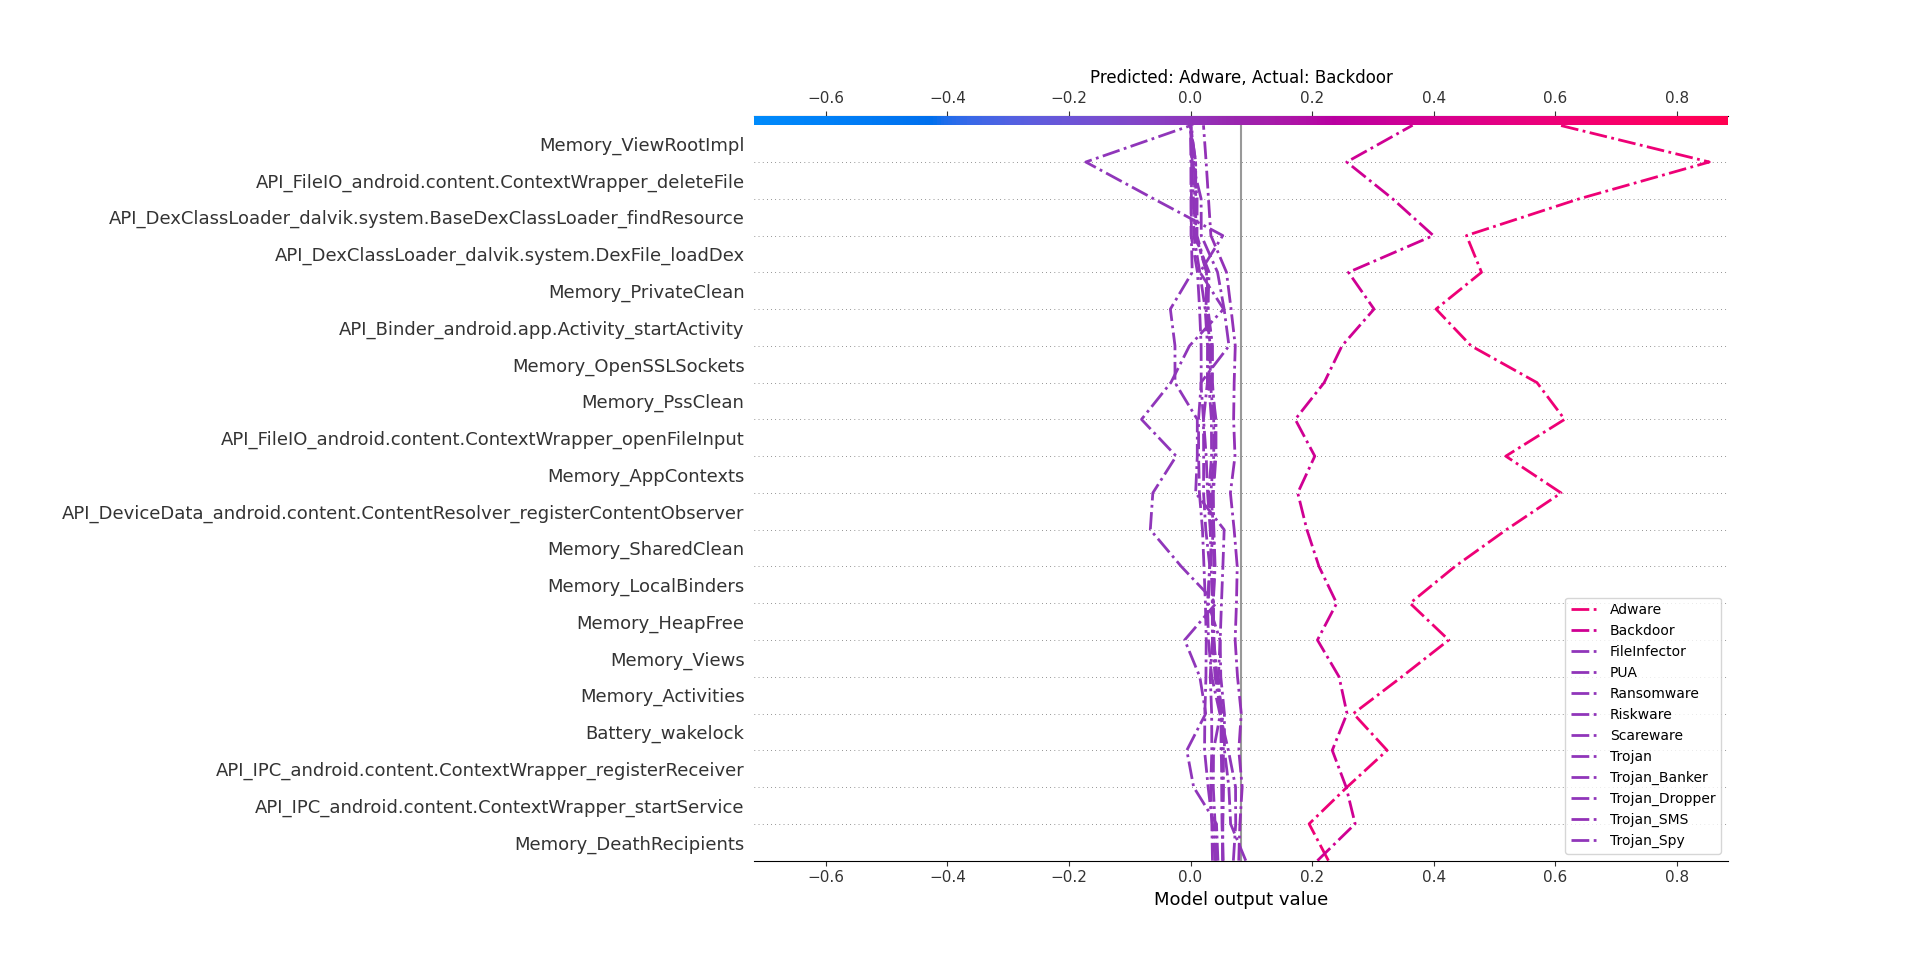 Predicted: Adware, Actual: Backdoor
−0.6 −0.4 −0.2 0.0 0.2 0.4 0.6 0.8
Memory_ViewRootImpl
API_FileIO_android.content.ContextWrapper_deleteFile
API_DexClassLoader_dalvik.system.BaseDexClassLoader_findResource
API_DexClassLoader_dalvik.system.DexFile_loadDex
Memory_PrivateClean
API_Binder_android.app.Activity_startActivity
Memory_OpenSSLSockets
Memory_PssClean
API_FileIO_android.content.ContextWrapper_openFileInput
Memory_AppContexts
API_DeviceData_android.content.ContentResolver_registerContentObserver
Memory_SharedClean
Memory_LocalBinders
Memory_HeapFree
Memory_Views
Memory_Activities
Battery_wakelock
API_IPC_android.content.ContextWrapper_registerReceiver
API_IPC_android.content.ContextWrapper_startService
Memory_DeathRecipients
Adware
Backdoor
FileInfector
PUA
Ransomware
Riskware
Scareware
Trojan
Trojan_Banker
Trojan_Dropper
Trojan_SMS
Trojan_Spy
−0.6 −0.4 −0.2 0.0 0.2 0.4 0.6 0.8
Model output value